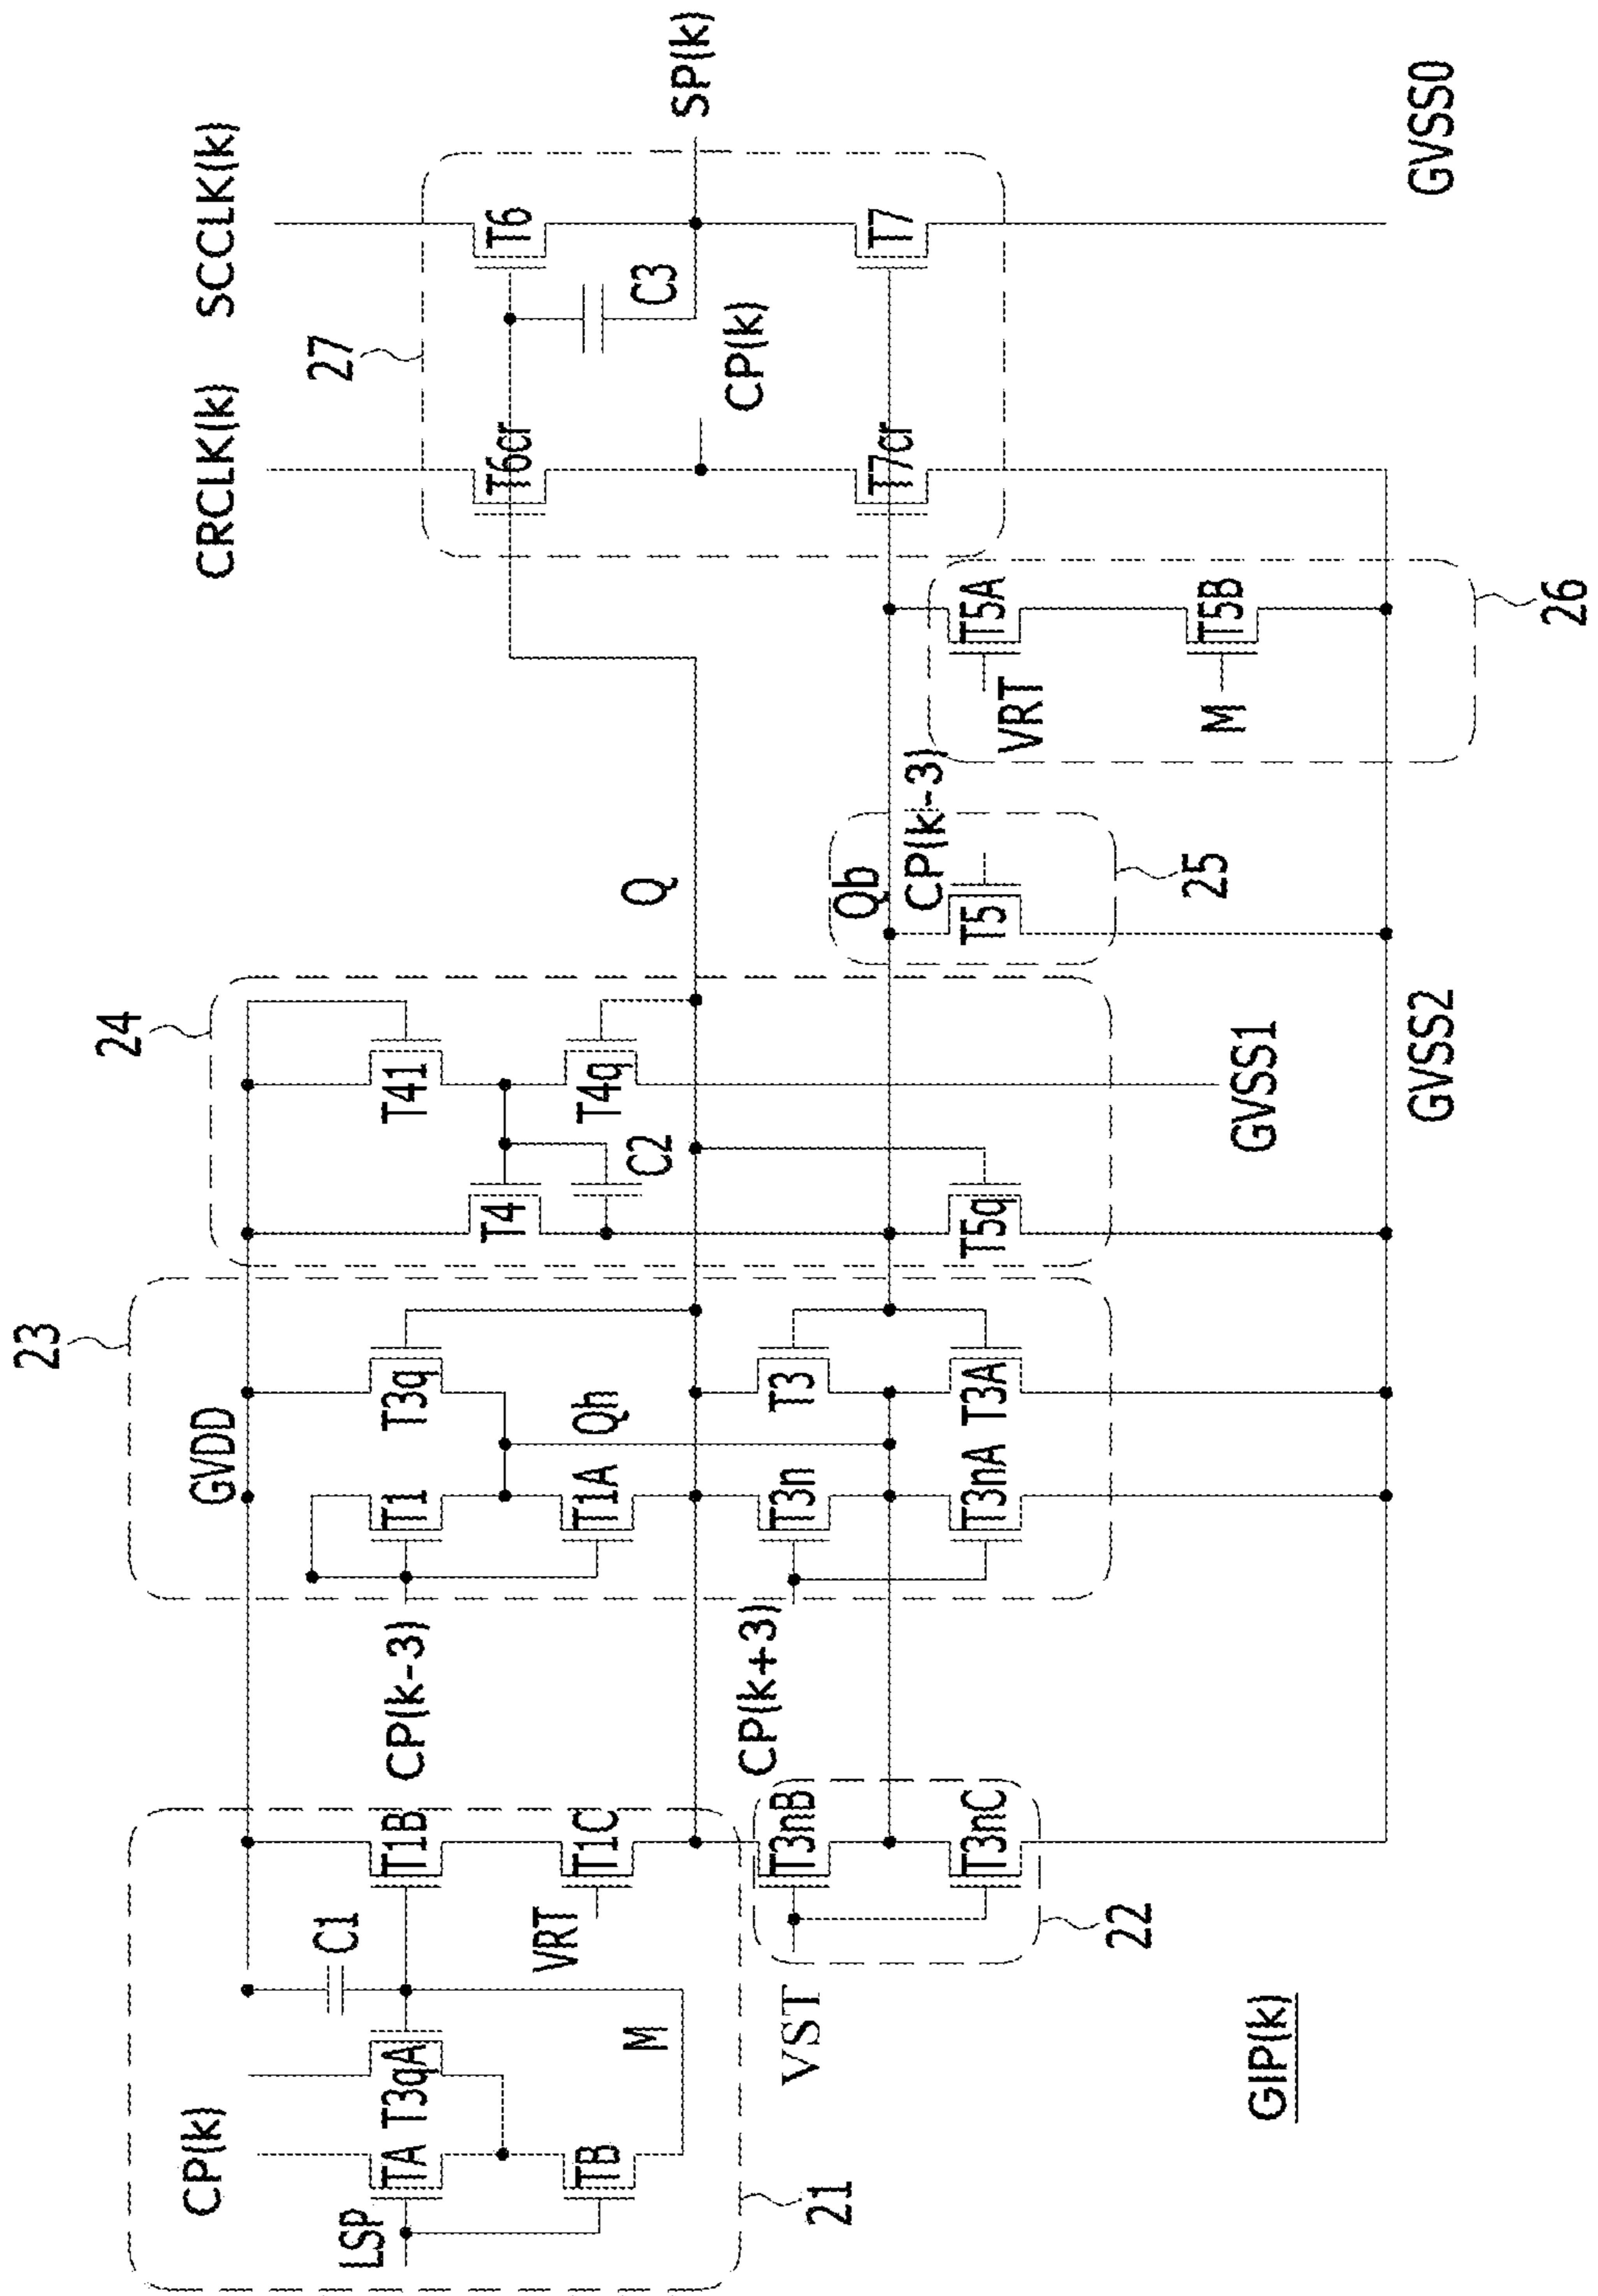 CP(k)
LSP
TA
T3qA
TB
M
C1
T1B
VRT
T1C
21
VST
T3nB
T3nC
22
GIP(k)
23
GVDD
CP(k-3)
T1
T3q
T1A
Qh
CP(k+3)
T3n
T3
T3nA
T3A
24
T41
T4
T4q
C2
T5q
GVSS1
GVSS2
Q
Qb
CP(k-3)
T5
25
T5A
VRT
T5B
M
26
27
CRCLK(k)
SCCLK(k)
T6cr
T6
C3
CP(k)
SP(k)
T7cr
T7
GVSS0